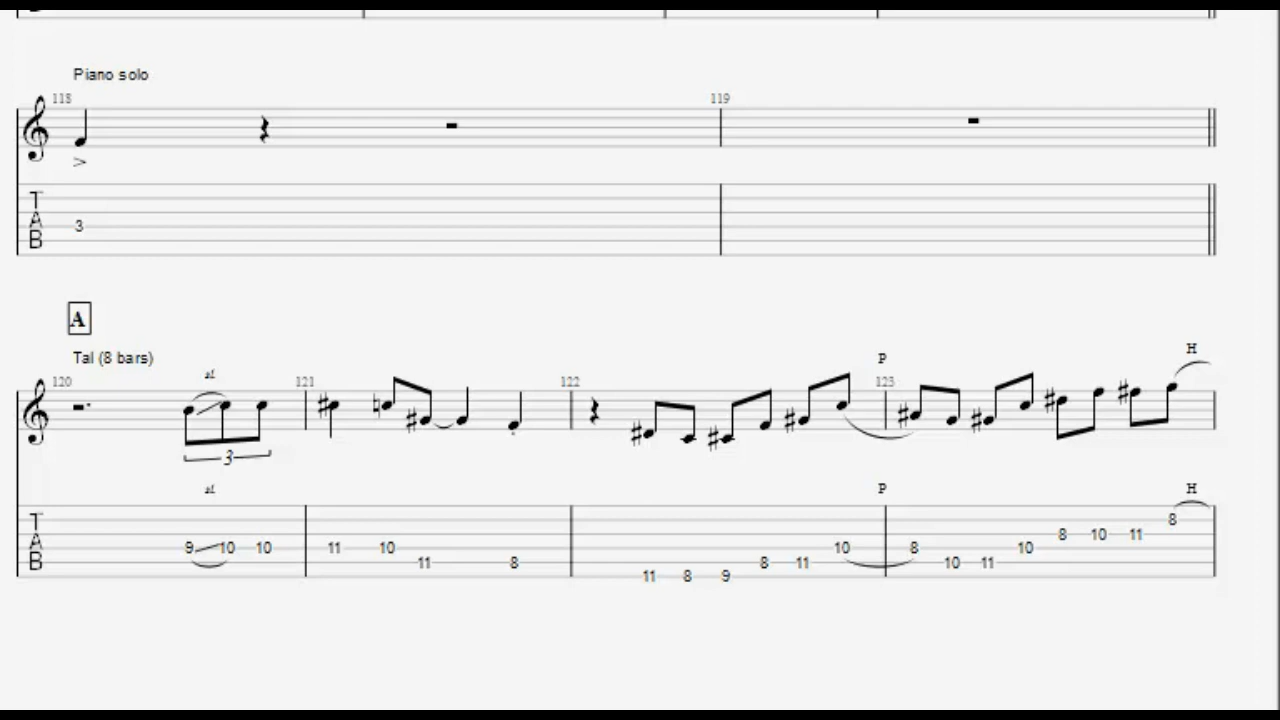 Piano solo
118 119
>
T
A 3
B
A
Tal (8 bars)
P H
sl
120 121 122 123
3
sl P H
T 8
8 10 11
A 9 10 10 11 10 10 8 10
B 11 8 8 11 10 11
11 8 9